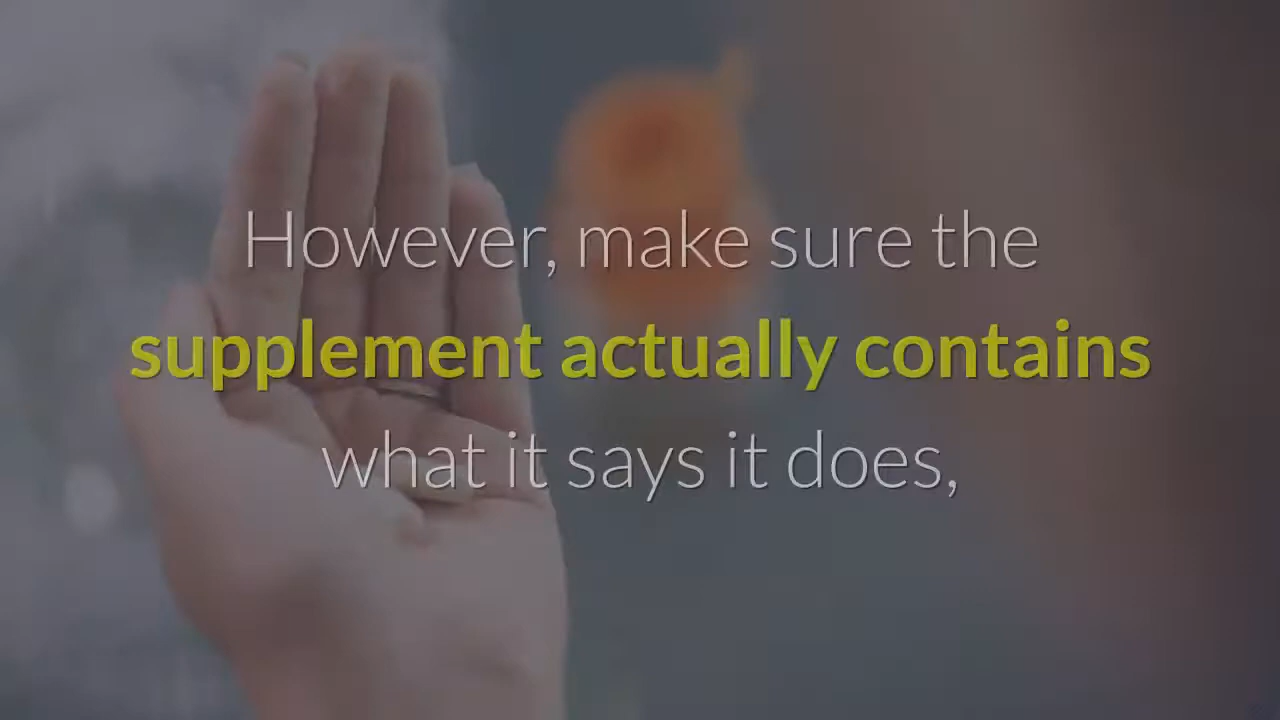 However, make sure the
supplement actually contains
what it says it does,